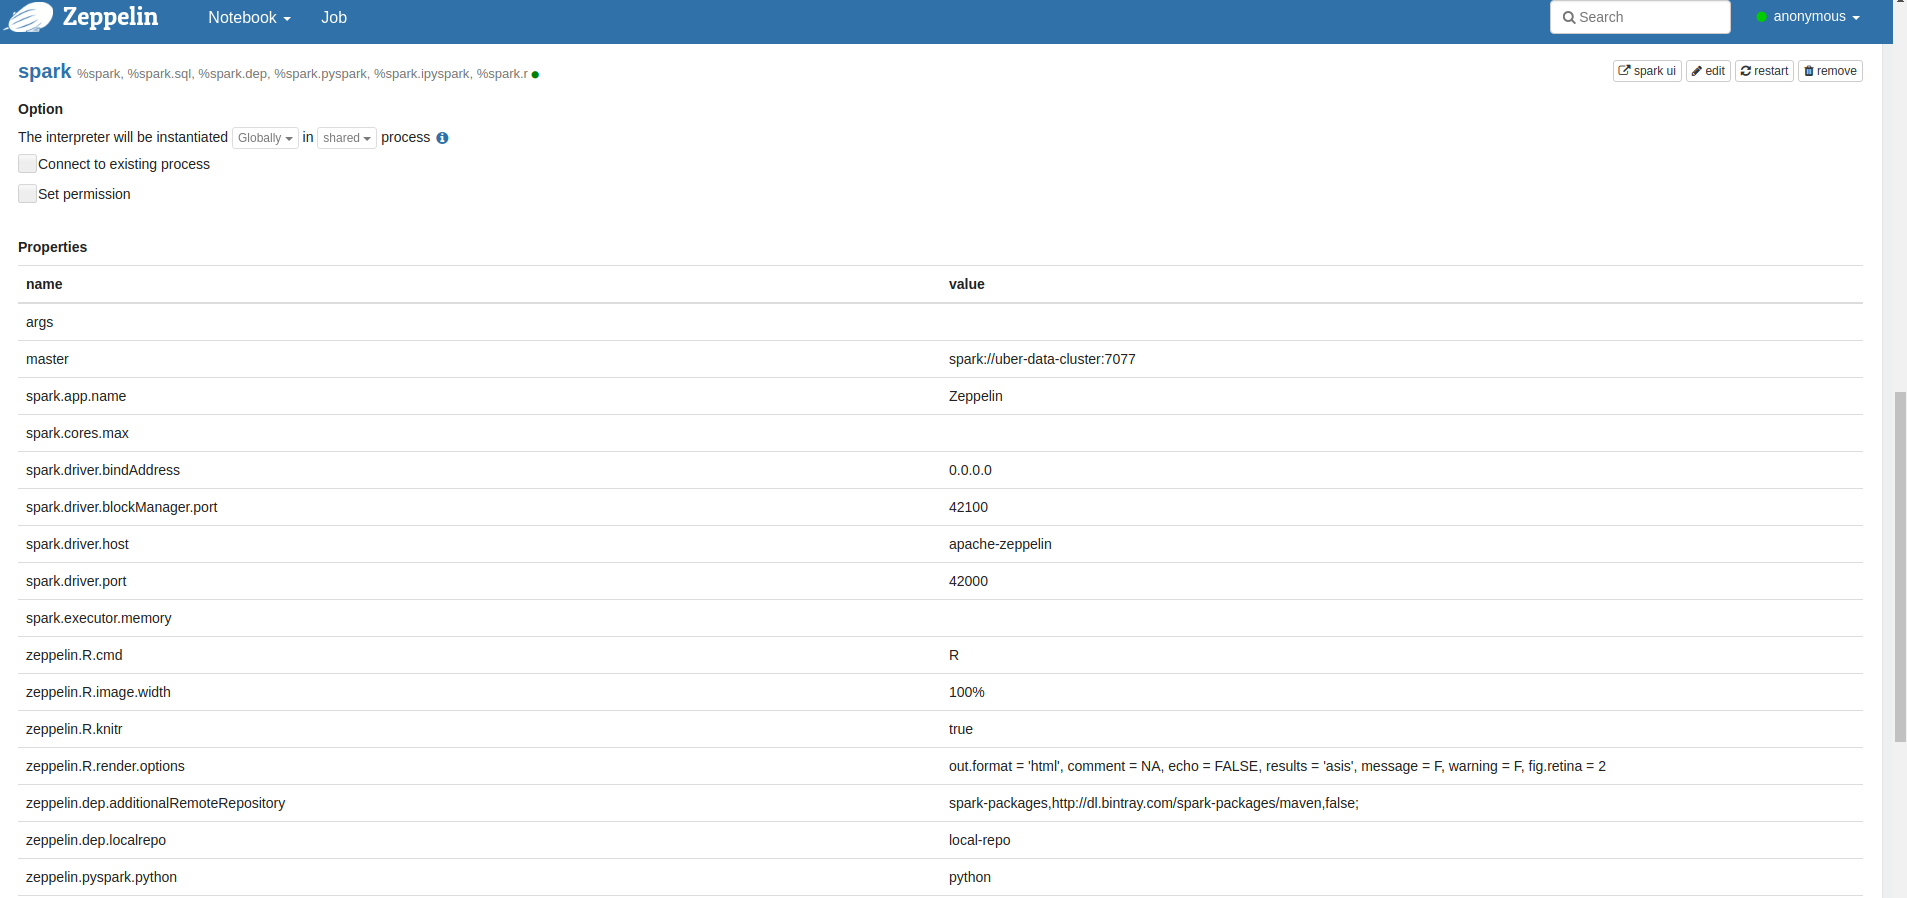 Zeppelin Notebook Job Search anonymous
spark %spark, %spark.sql, %spark.dep, %spark.pyspark, %spark.ipyspark, %spark.r spark ui edit restart remove
Option
The interpreter will be instantiated Globally in shared process
Connect to existing process
Set permission
Properties
name value
args
master spark://uber-data-cluster:7077
spark.app.name Zeppelin
spark.cores.max
spark.driver.bindAddress 0.0.0.0
spark.driver.blockManager.port 42100
spark.driver.host apache-zeppelin
spark.driver.port 42000
spark.executor.memory
zeppelin.R.cmd R
zeppelin.R.image.width 100%
zeppelin.R.knitr true
zeppelin.R.render.options out.format = 'html', comment = NA, echo = FALSE, results = 'asis', message = F, warning = F, fig.retina = 2
zeppelin.dep.additionalRemoteRepository spark-packages,http://dl.bintray.com/spark-packages/maven,false;
zeppelin.dep.localrepo local-repo
zeppelin.pyspark.python python